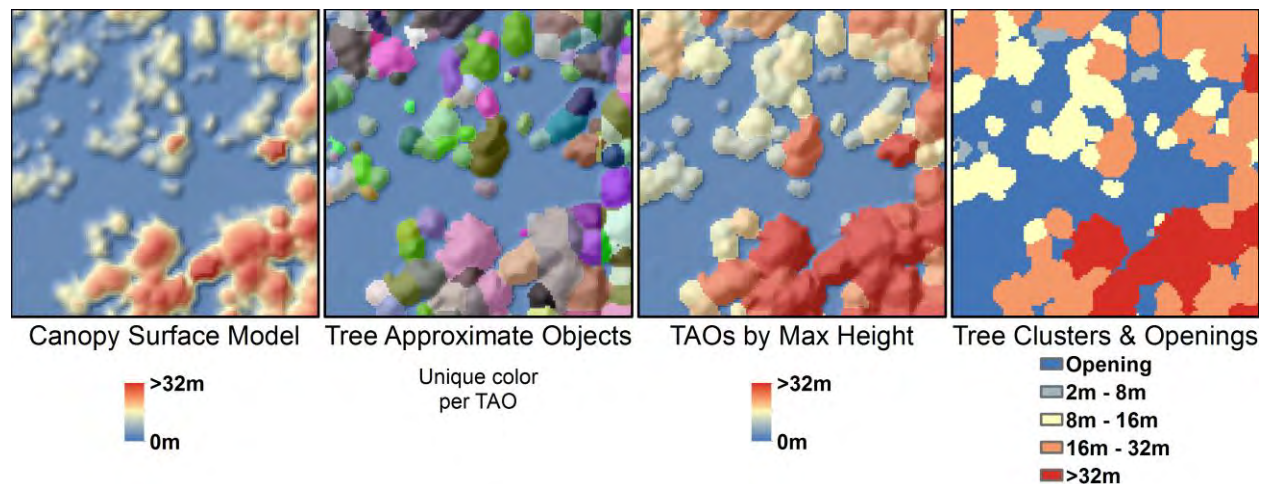 Canopy Surface Model
Tree Approximate Objects
TAOs by Max Height
Tree Clusters & Openings
>32m
0m
Unique color
per TAO
>32m
0m
Opening
2m - 8m
8m - 16m
16m - 32m
>32m